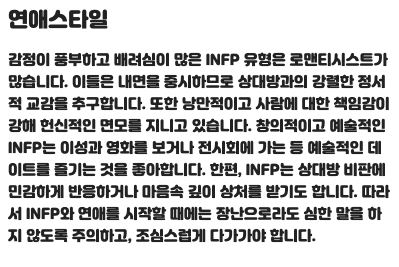 연애스타일
감정이 풍부하고 배려심이 많은 INFP 유형은 로맨티시스트가
많습니다. 이들은 내면을 중시하므로 상대방과의 강렬한 정서
적 교감을 추구합니다. 또한 낭만적이고 사랑에 대한 책임감이
강해 헌신적인 면모를 지니고 있습니다. 창의적이고 예술적인
INFP는 이성과 영화를 보거나 전시회에 가는 등 예술적인 데
이트를 즐기는 것을 좋아합니다. 한편, INFP는 상대방 비판에
민감하게 반응하거나 마음속 깊이 상처를 받기도 합니다. 따라
서 INFP와 연애를 시작할 때에는 장난으로라도 심한 말을 하
지 않도록 주의하고, 조심스럽게 다가가야 합니다.